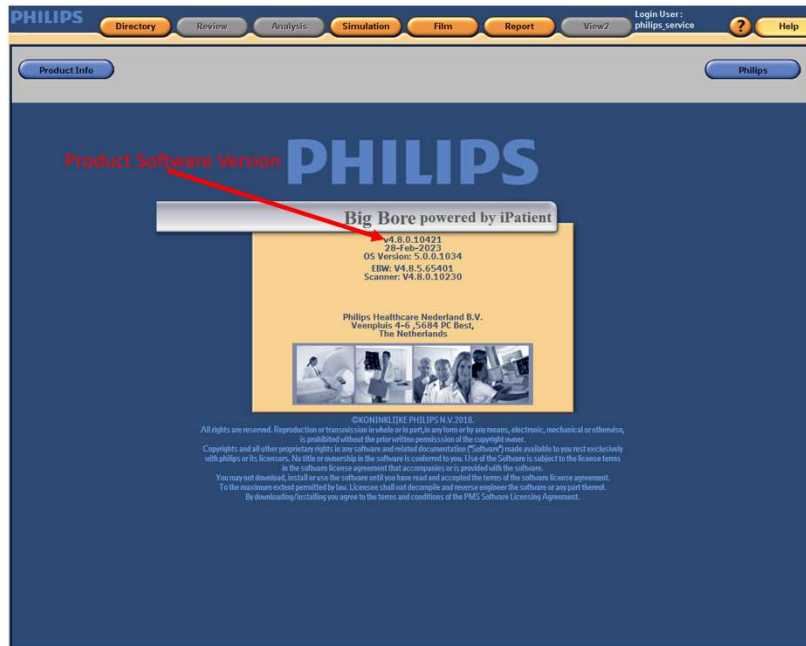 PHILIPS
Directory
Review
Analysis
Simulation
Film
Report
View2
Login User :
philips_service
?
Help
Product Info
Philips
Product Software Version
PHILIPS
Big Bore powered by iPatient
v4.8.0.10421
28-Feb-2023
OS Version: 5.0.0.1034
EBW: V4.8.5.65401
Scanner: V4.8.0.10230
Philips Healthcare Nederland B.V.
Veenpluis 4-6 ,5684 PC Best,
The Netherlands
©KONINKLIJKE PHILIPS N.V.2018.
All rights are reserved. Reproduction or transmission in whole or in part,in any form or by any means, electronic, mechanical or otherwise,
is prohibited without the prior written permisssion of the copyright owner.
Copyrights and all other proprietary rights in any software and related documentation ("Software") made available to you rest exclusively
with philips or its licensors. No title or ownership in the software is conferred to you. Use of the Software is subject to the license terms
in the software license agreement that accompanies or is provided with the software.
You may not download, install or use the software until you have read and accepted the terms of the software license agreement.
To the maximum extent permitted by law. Licensee shall not decompile and reverse engineer the software or any part thereof.
By downloading/installing you agree to the terms and conditions of the PMS Software Licensing Agreement.